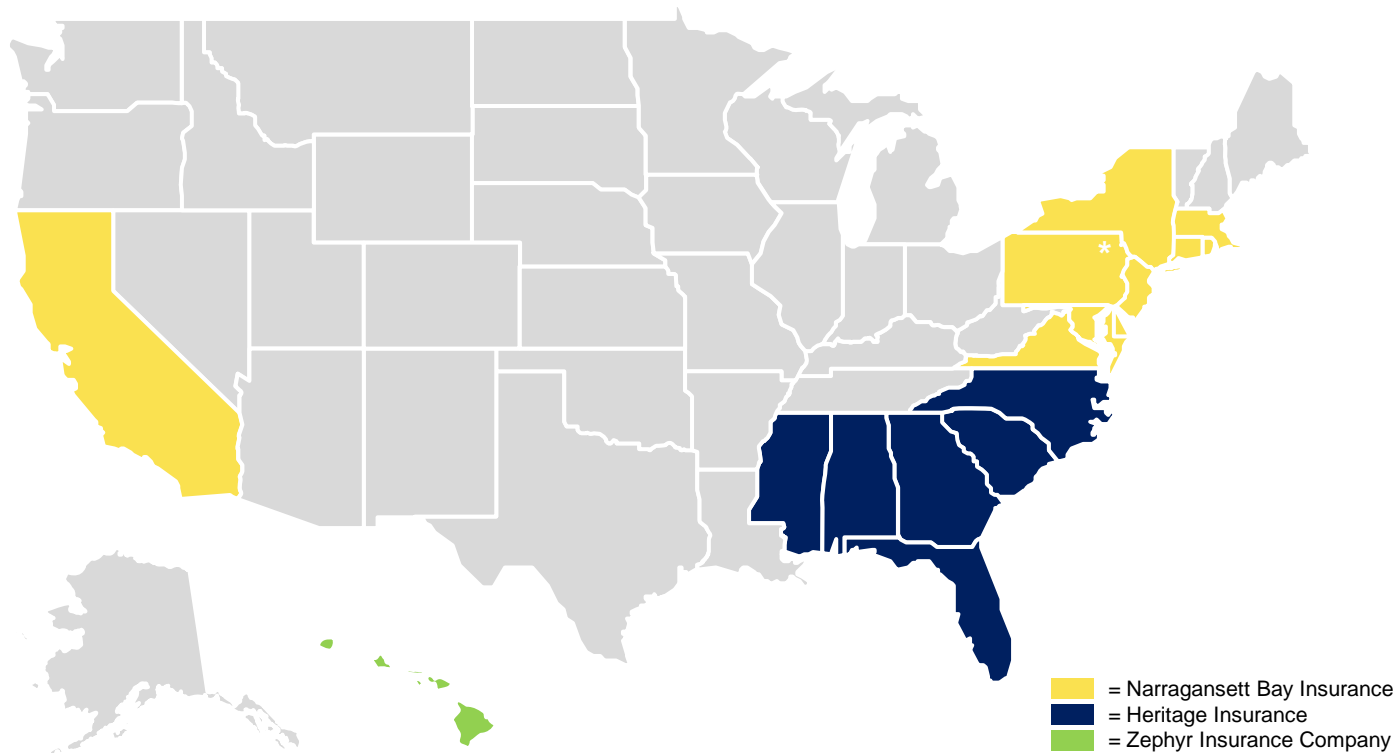 *
= Narragansett Bay Insurance
= Heritage Insurance
= Zephyr Insurance Company